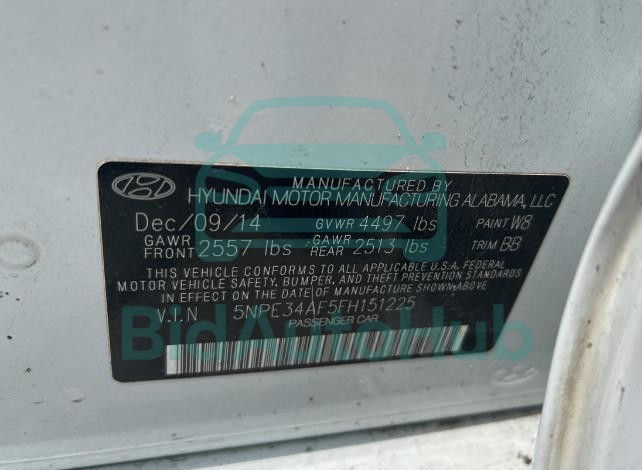 MANUFACTURED BY
HYUNDAI MOTOR MANUFACTURING ALABAMA, LLC
Dec/09/14 GVWR 4497 lbs PAINT W8
GAWR FRONT 2557 lbs GAWR REAR 2513 lbs TRIM BB
THIS VEHICLE CONFORMS TO ALL APPLICABLE U.S.A. FEDERAL
MOTOR VEHICLE SAFETY, BUMPER, AND THEFT PREVENTION STANDARDS
IN EFFECT ON THE DATE OF MANUFACTURE SHOWN ABOVE
V.I.N 5NPE34AF5FH151225
PASSENGER CAR
BidAutoHub